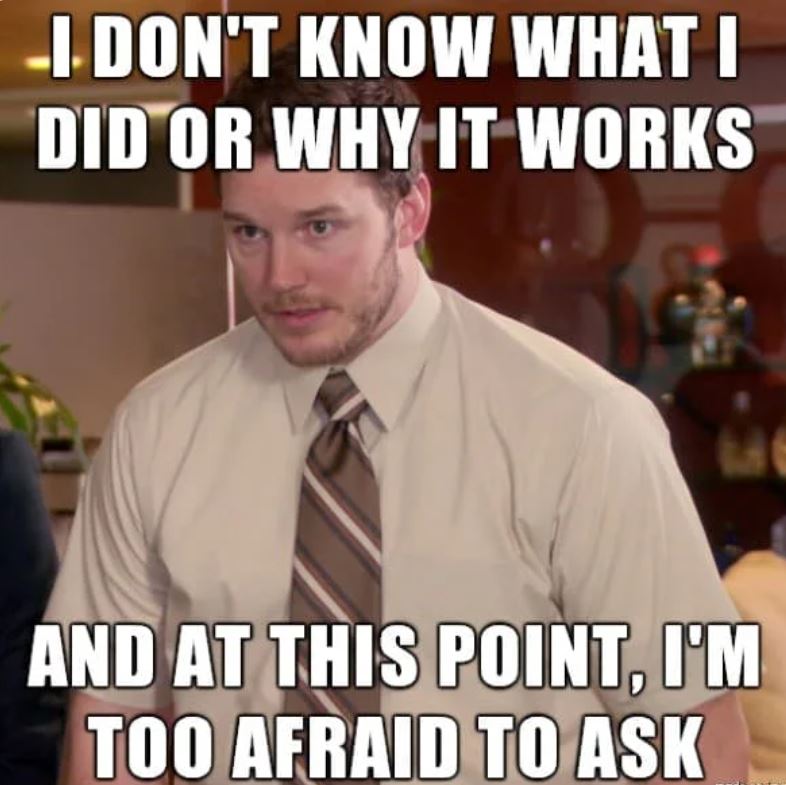 I DON'T KNOW WHAT I
DID OR WHY IT WORKS
AND AT THIS POINT, I'M
TOO AFRAID TO ASK